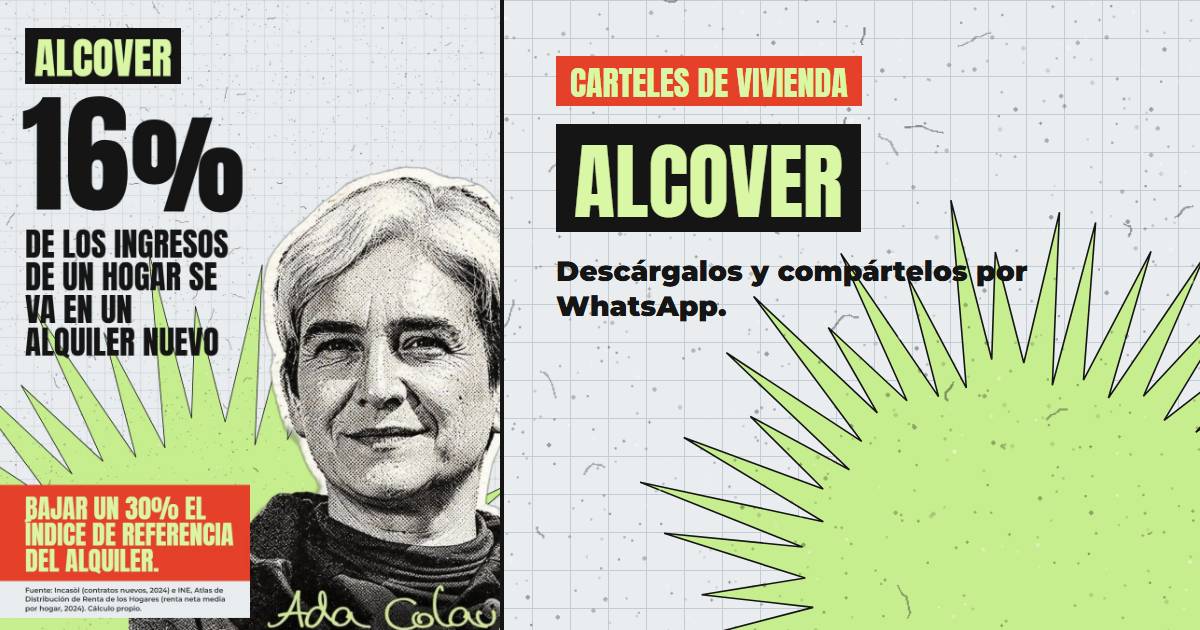 ALCOVER
16%
DE LOS INGRESOS
DE UN HOGAR SE
VA EN UN
ALQUILER NUEVO
BAJAR UN 30% EL
ÍNDICE DE REFERENCIA
DEL ALQUILER.
Fuente: Incasòl (contratos nuevos, 2024) e INE, Atlas de
Distribución de Renta de los Hogares (renta neta media
por hogar, 2024). Cálculo propio.
Ada Colau
CARTELES DE VIVIENDA
ALCOVER
Descárgalos y compártelos por
WhatsApp.